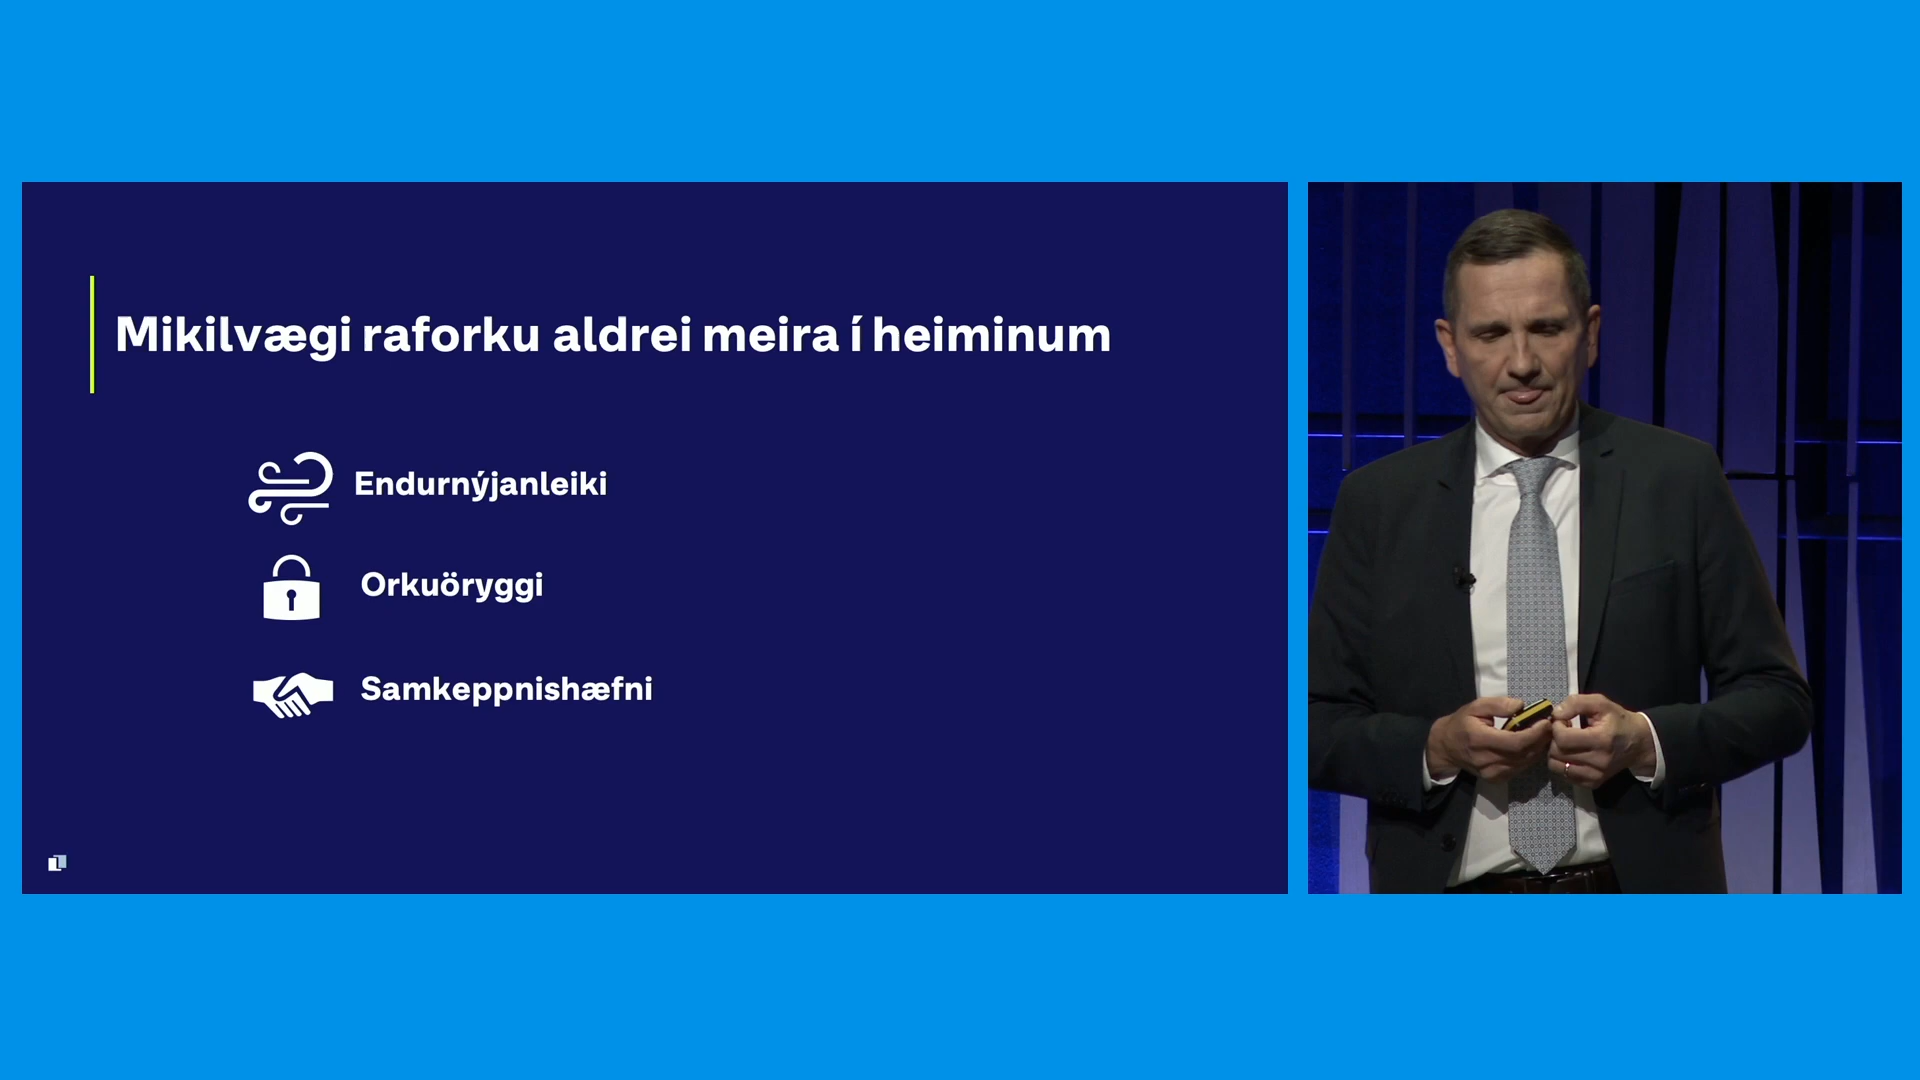 Mikilvægi raforku aldrei meira í heiminum
Endurnýjanleiki
Orkuöryggi
Samkeppnishæfni